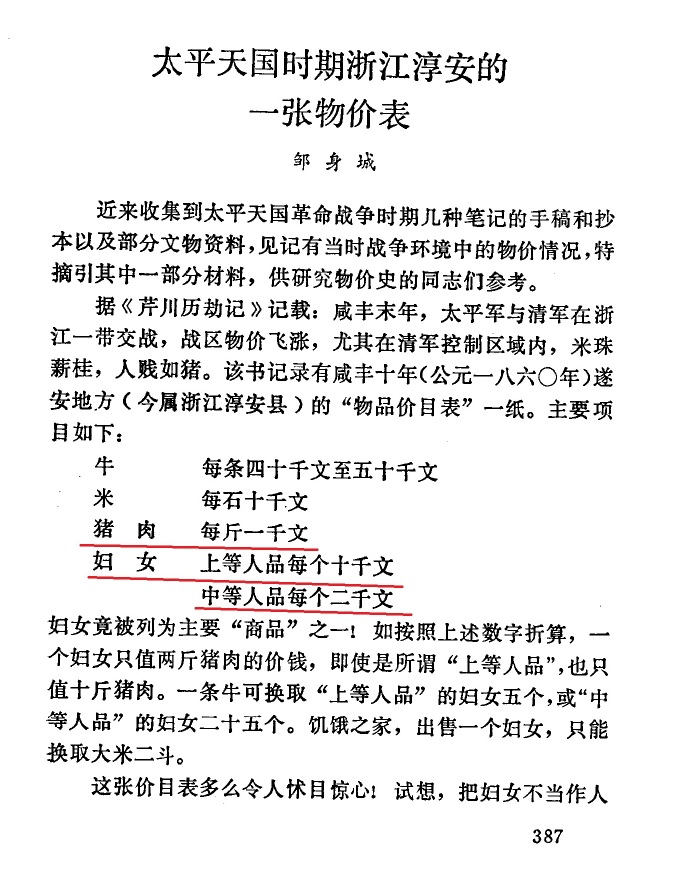 太平天国时期浙江淳安的
一张物价表
邹身城
近来收集到太平天国革命战争时期几种笔记的手稿和抄
本以及部分文物资料，见记有当时战争环境中的物价情况，特
摘引其中一部分材料，供研究物价史的同志们参考。
据《芹川历劫记》记载：咸丰末年，太平军与清军在浙
江一带交战，战区物价飞涨，尤其在清军控制区域内，米珠
薪桂，人贱如猪。该书记录有咸丰十年（公元一八六〇年）遂
安地方（今属浙江淳安县）的“物品价目表”一纸。主要项
目如下：
牛 每条四十千文至五十千文
米 每石十千文
猪肉 每斤一千文
妇女 上等人品每个十千文
中等人品每个二千文
妇女竟被列为主要“商品”之一！如按照上述数字折算，一
个妇女只值两斤猪肉的价钱，即使是所谓“上等人品”，也只
值十斤猪肉。一条牛可换取“上等人品”的妇女五个，或“中
等人品”的妇女二十五个。饥饿之家，出售一个妇女，只能
换取大米二斗。
这张价目表多么令人怵目惊心！试想，把妇女不当作人
387